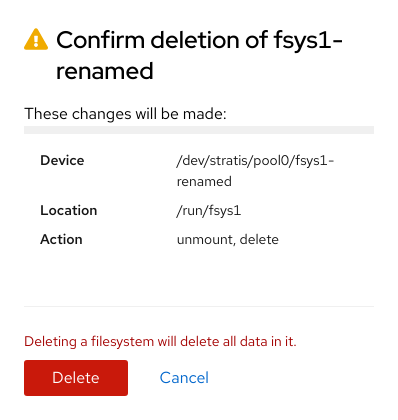 Confirm deletion of fsys1-
renamed
These changes will be made:
Device /dev/stratis/pool0/fsys1-
renamed
Location /run/fsys1
Action unmount, delete
Deleting a filesystem will delete all data in it.
Delete Cancel